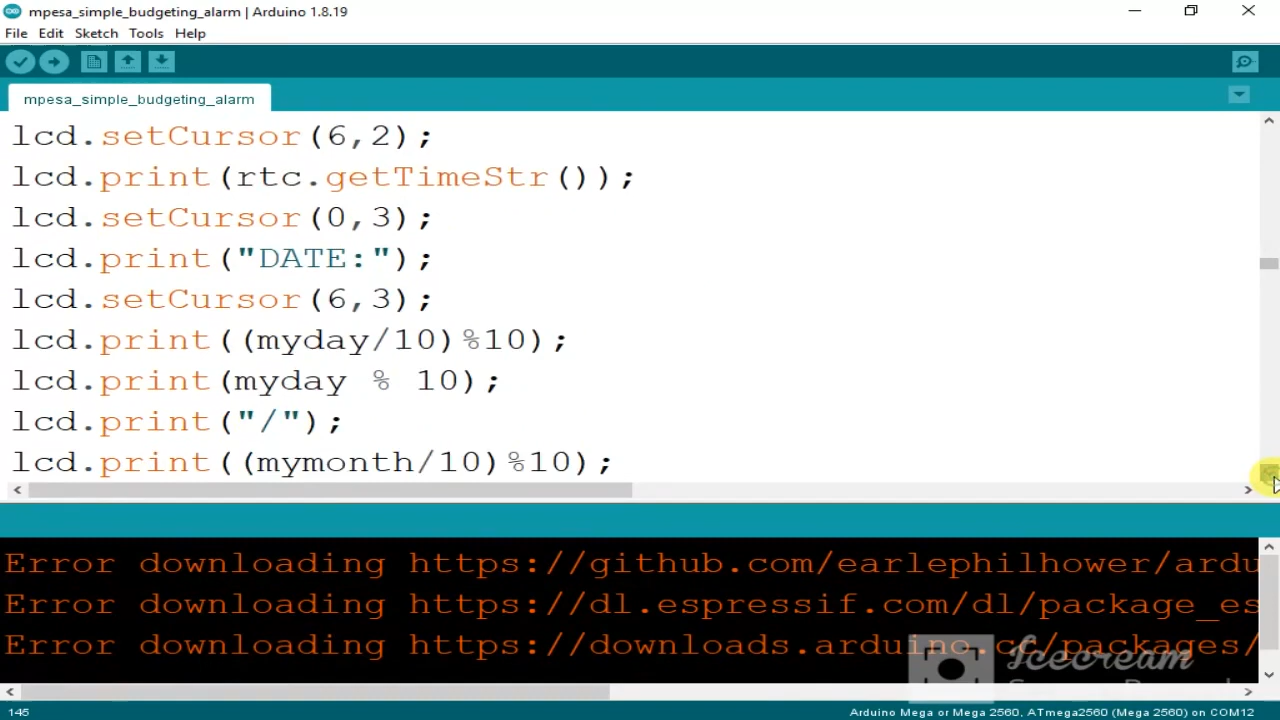 mpesa_simple_budgeting_alarm | Arduino 1.8.19
File Edit Sketch Tools Help
mpesa_simple_budgeting_alarm
lcd.setCursor(6,2);
lcd.print(rtc.getTimeStr());
lcd.setCursor(0,3);
lcd.print("DATE:");
lcd.setCursor(6,3);
lcd.print((myday/10)%10);
lcd.print(myday % 10);
lcd.print("/");
lcd.print((mymonth/10)%10);
Error downloading https://github.com/earlephilhower/ardu
Error downloading https://dl.espressif.com/dl/package_es
Error downloading https://downloads.arduino.cc/packages/
Icecream
145
Arduino Mega or Mega 2560, ATmega2560 (Mega 2560) on COM12